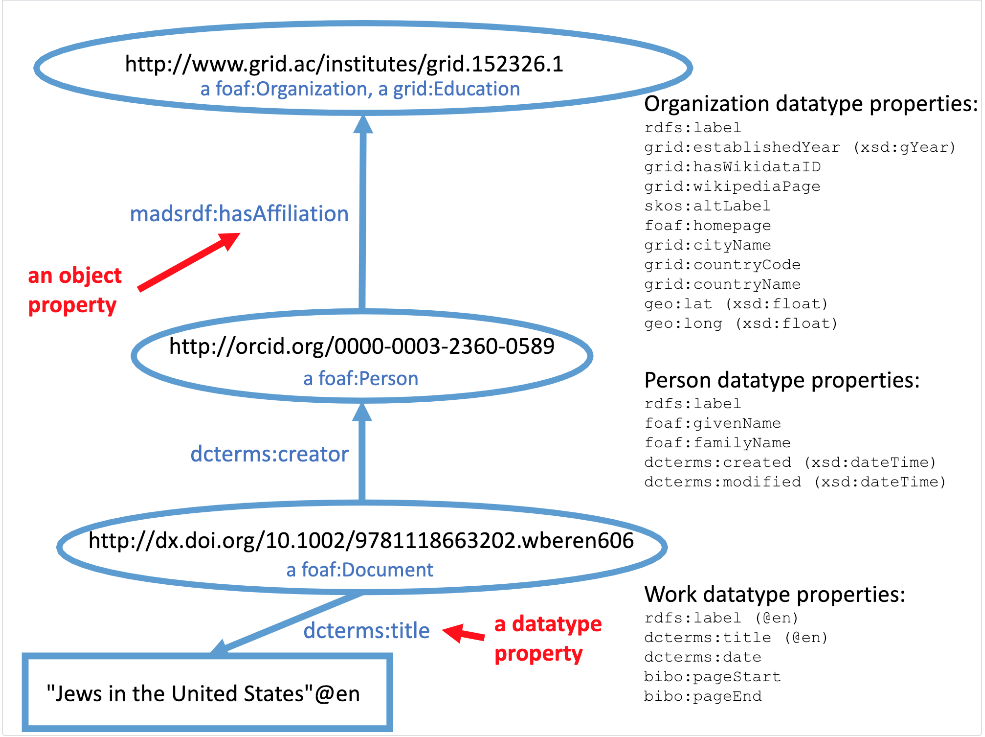 http://www.grid.ac/institutes/grid.152326.1
a foaf:Organization, a grid:Education
madsrdf:hasAffiliation
an object
property
http://orcid.org/0000-0003-2360-0589
a foaf:Person
dcterms:creator
http://dx.doi.org/10.1002/9781118663202.wberen606
a foaf:Document
dcterms:title
a datatype
property
"Jews in the United States"@en
Organization datatype properties:
rdfs:label
grid:establishedYear (xsd:gYear)
grid:hasWikidataID
grid:wikipediaPage
skos:altLabel
foaf:homepage
grid:cityName
grid:countryCode
grid:countryName
geo:lat (xsd:float)
geo:long (xsd:float)
Person datatype properties:
rdfs:label
foaf:givenName
foaf:familyName
dcterms:created (xsd:dateTime)
dcterms:modified (xsd:dateTime)
Work datatype properties:
rdfs:label (@en)
dcterms:title (@en)
dcterms:date
bibo:pageStart
bibo:pageEnd